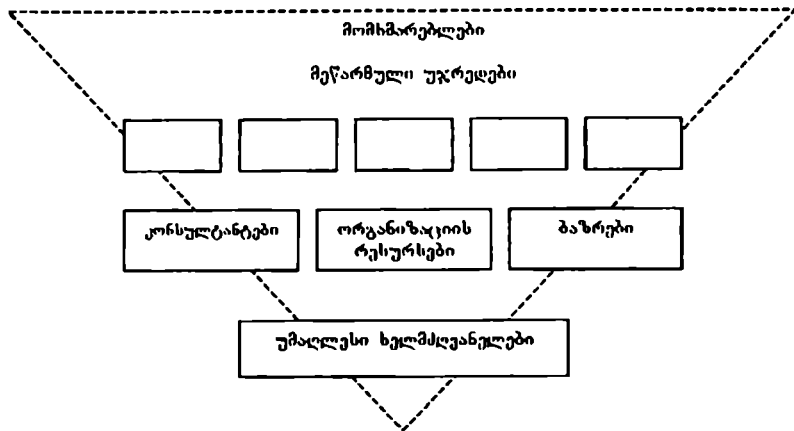 მომხმარებლები
მეწარმული უჯრედები
კონსულტანტები
ორგანიზაციის
რესურსები
ბაზრები
უმაღლესი ხელმძღვანელები